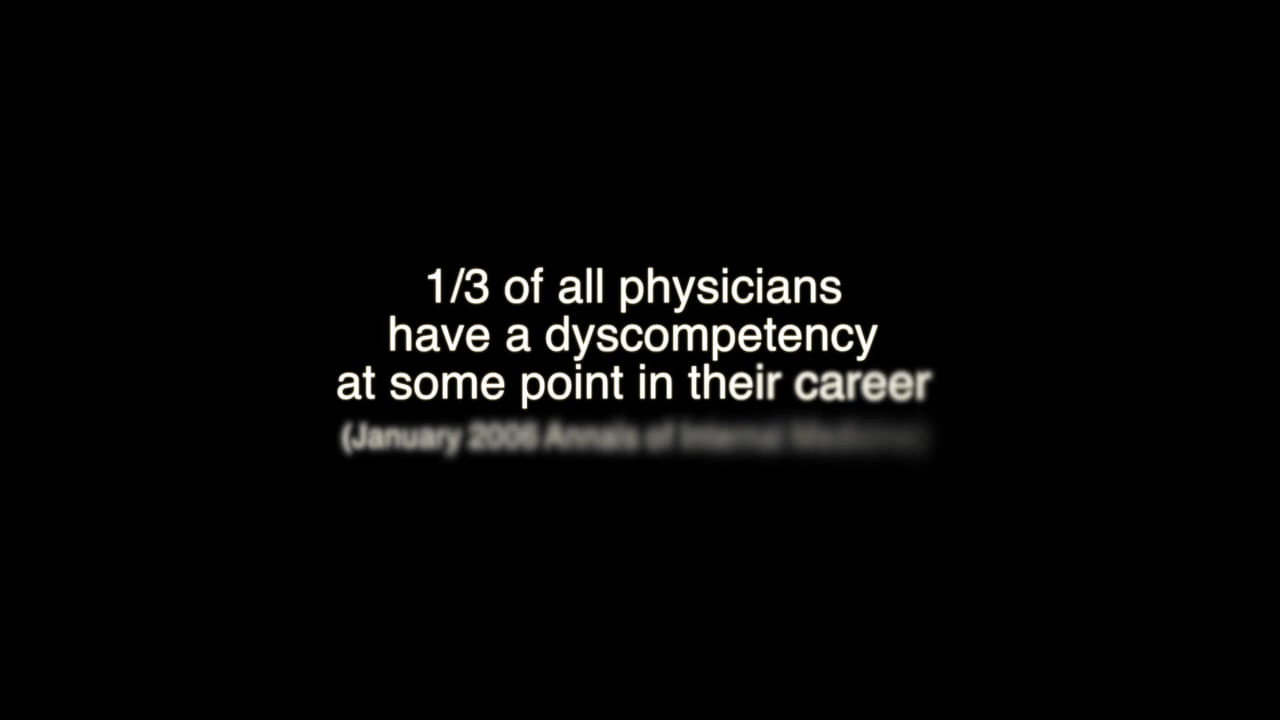 1/3 of all physicians
have a dyscompetency
at some point in their career
(January 2006 Annals of Internal Medicine)